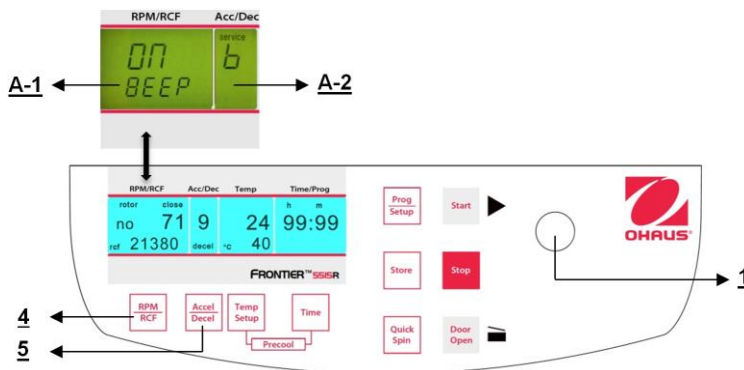 RPM/RCF Acc/Dec
service
ON b
BEEP
A-1
A-2
RPM/RCF Acc/Dec Temp Time/Prog
rotor close h m
no 71 9 24 99:99
rcf 21380 decel °C 40
FRONTIER™ 5515R
RPM
RCF
Accel
Decel
Temp
Setup
Time
Precool
4
5
Prog
Setup
Start
Store
Stop
Quick
Spin
Door
Open
OHAUS®
1